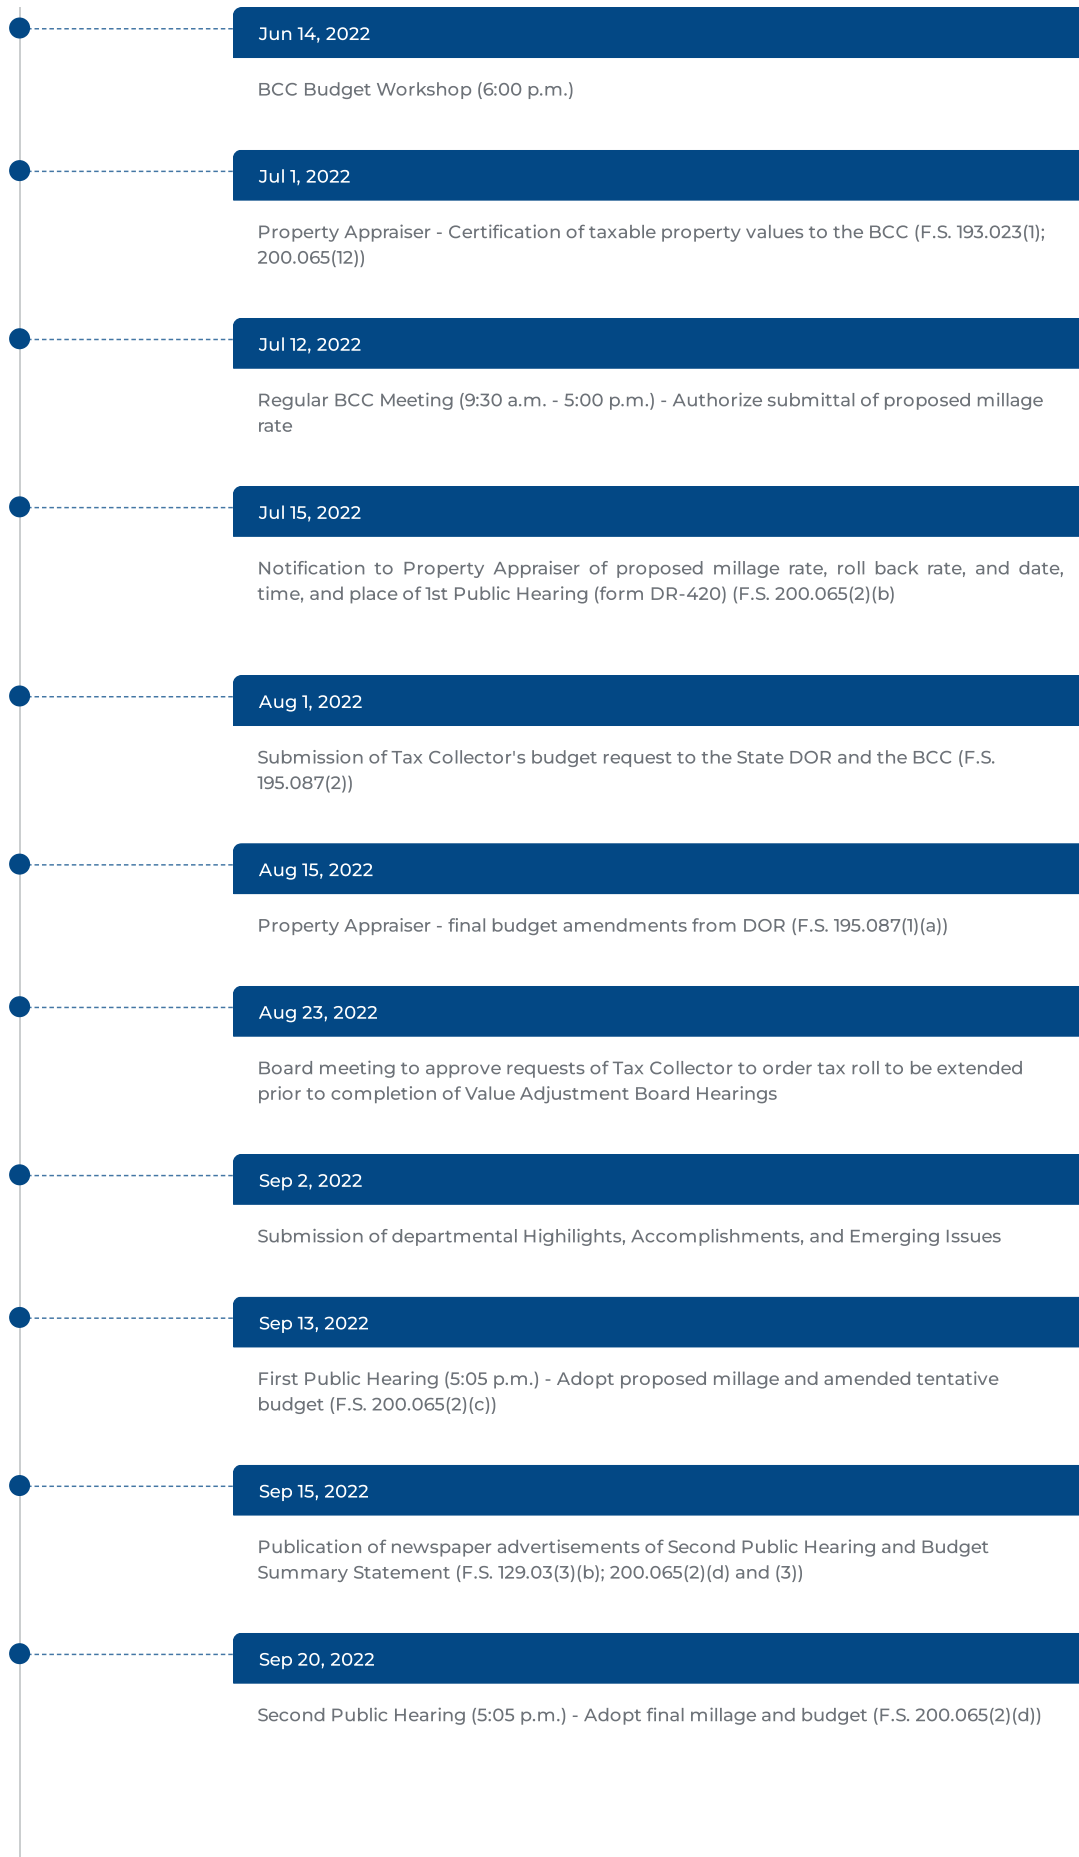 Jun 14, 2022
BCC Budget Workshop (6:00 p.m.)
Jul 1, 2022
Property Appraiser - Certification of taxable property values to the BCC (F.S. 193.023(1);
200.065(12))
Jul 12, 2022
Regular BCC Meeting (9:30 a.m. - 5:00 p.m.) - Authorize submittal of proposed millage
rate
Jul 15, 2022
Notification to Property Appraiser of proposed millage rate, roll back rate, and date,
time, and place of 1st Public Hearing (form DR-420) (F.S. 200.065(2)(b)
Aug 1, 2022
Submission of Tax Collector's budget request to the State DOR and the BCC (F.S.
195.087(2))
Aug 15, 2022
Property Appraiser - final budget amendments from DOR (F.S. 195.087(1)(a))
Aug 23, 2022
Board meeting to approve requests of Tax Collector to order tax roll to be extended
prior to completion of Value Adjustment Board Hearings
Sep 2, 2022
Submission of departmental Highilights, Accomplishments, and Emerging Issues
Sep 13, 2022
First Public Hearing (5:05 p.m.) - Adopt proposed millage and amended tentative
budget (F.S. 200.065(2)(c))
Sep 15, 2022
Publication of newspaper advertisements of Second Public Hearing and Budget
Summary Statement (F.S. 129.03(3)(b); 200.065(2)(d) and (3))
Sep 20, 2022
Second Public Hearing (5:05 p.m.) - Adopt final millage and budget (F.S. 200.065(2)(d))